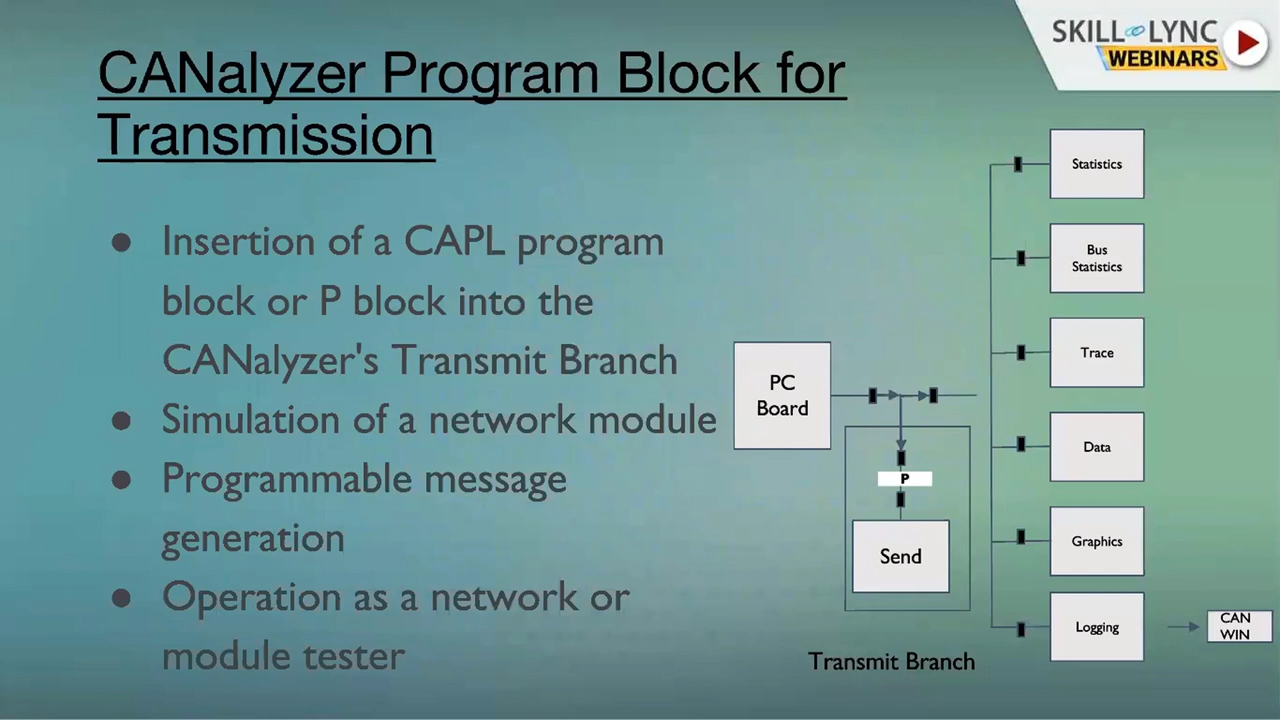 SKILL LYNC
WEBINARS
CANalyzer Program Block for
Transmission
● Insertion of a CAPL program
block or P block into the
CANalyzer's Transmit Branch
● Simulation of a network module
● Programmable message
generation
● Operation as a network or
module tester
PC
Board
P
Send
Transmit Branch
Statistics
Bus
Statistics
Trace
Data
Graphics
Logging
CAN
WIN